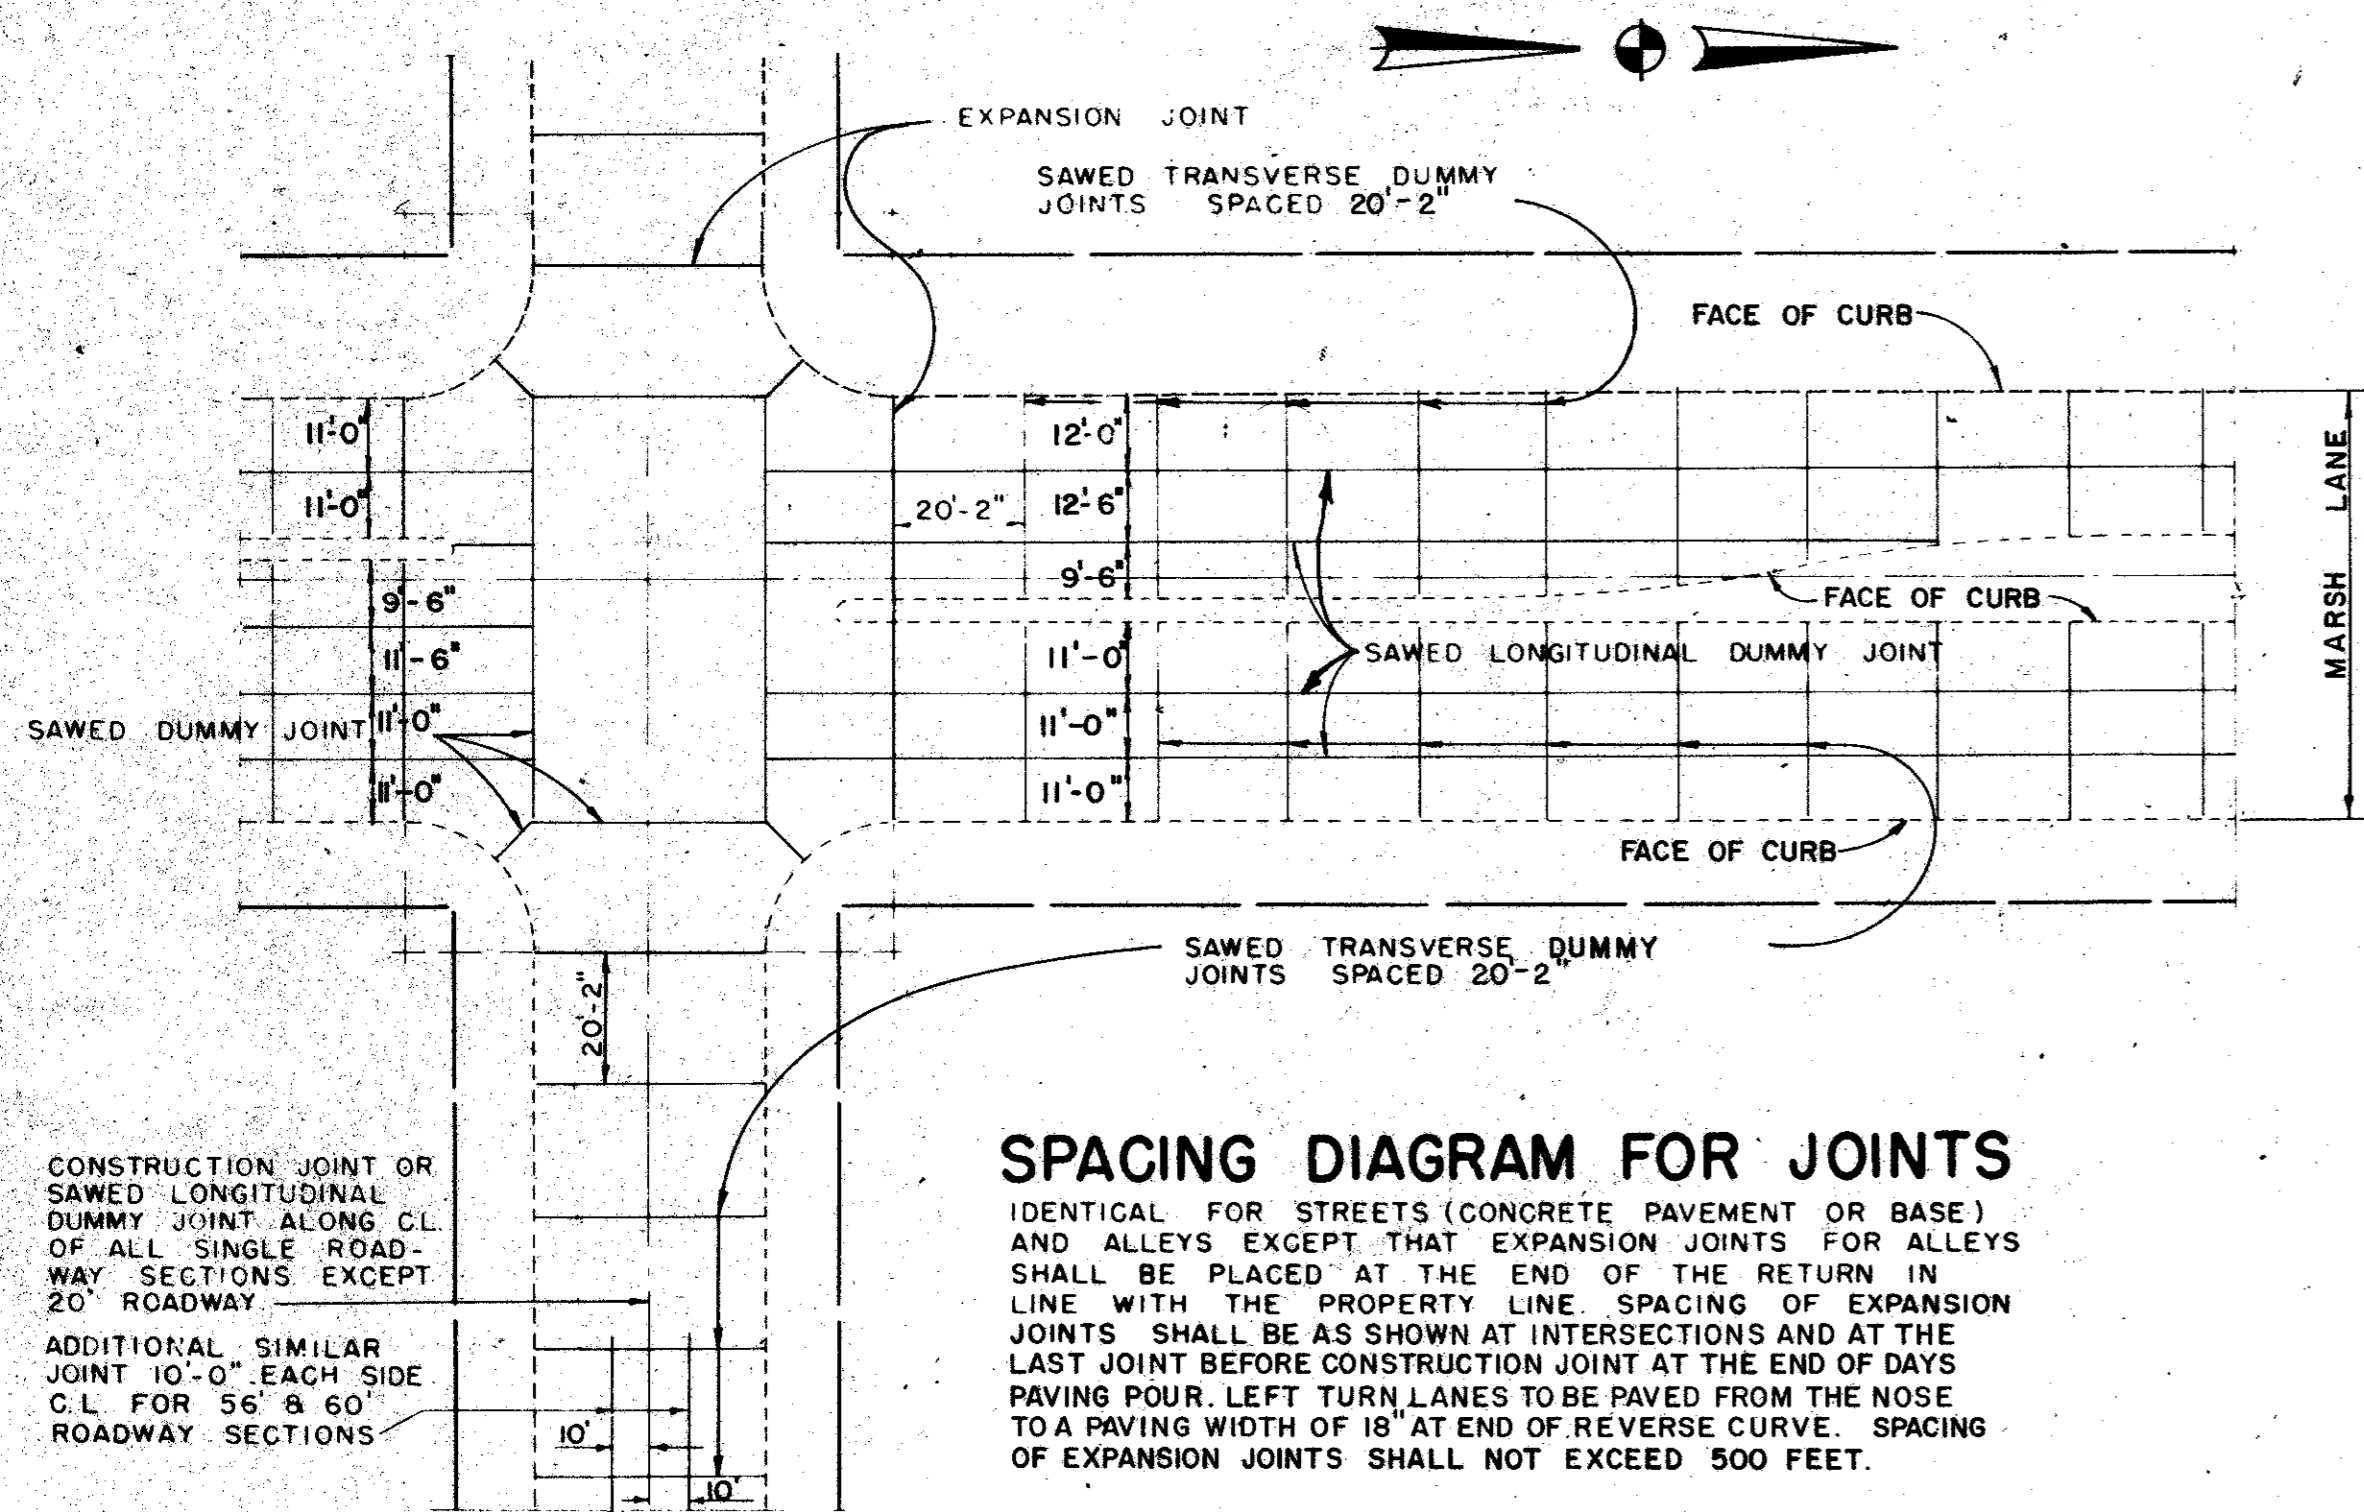 EXPANSION JOINT
SAWED TRANSVERSE DUMMY
JOINTS SPACED 20'-2"
FACE OF CURB
11'-0"
11'-0"
12'-0"
12'-6"
20'-2"
9'-6"
MARSH LANE
FACE OF CURB
9'-6"
11'-6"
11'-0"
11'-0"
11'-0"
SAWED LONGITUDINAL DUMMY JOINT
SAWED DUMMY JOINT
11'-0"
11'-0"
FACE OF CURB
SAWED TRANSVERSE DUMMY
JOINTS SPACED 20'-2"
20'-2"
CONSTRUCTION JOINT OR
SAWED LONGITUDINAL
DUMMY JOINT ALONG C.L.
OF ALL SINGLE ROAD-
WAY SECTIONS EXCEPT
20' ROADWAY
ADDITIONAL SIMILAR
JOINT 10'-0" EACH SIDE
C.L. FOR 56' & 60'
ROADWAY SECTIONS
10'
10'
SPACING DIAGRAM FOR JOINTS
IDENTICAL FOR STREETS (CONCRETE PAVEMENT OR BASE)
AND ALLEYS EXCEPT THAT EXPANSION JOINTS FOR ALLEYS
SHALL BE PLACED AT THE END OF THE RETURN IN
LINE WITH THE PROPERTY LINE. SPACING OF EXPANSION
JOINTS SHALL BE AS SHOWN AT INTERSECTIONS AND AT THE
LAST JOINT BEFORE CONSTRUCTION JOINT AT THE END OF DAYS
PAVING POUR. LEFT TURN LANES TO BE PAVED FROM THE NOSE
TO A PAVING WIDTH OF 18" AT END OF REVERSE CURVE. SPACING
OF EXPANSION JOINTS SHALL NOT EXCEED 500 FEET.